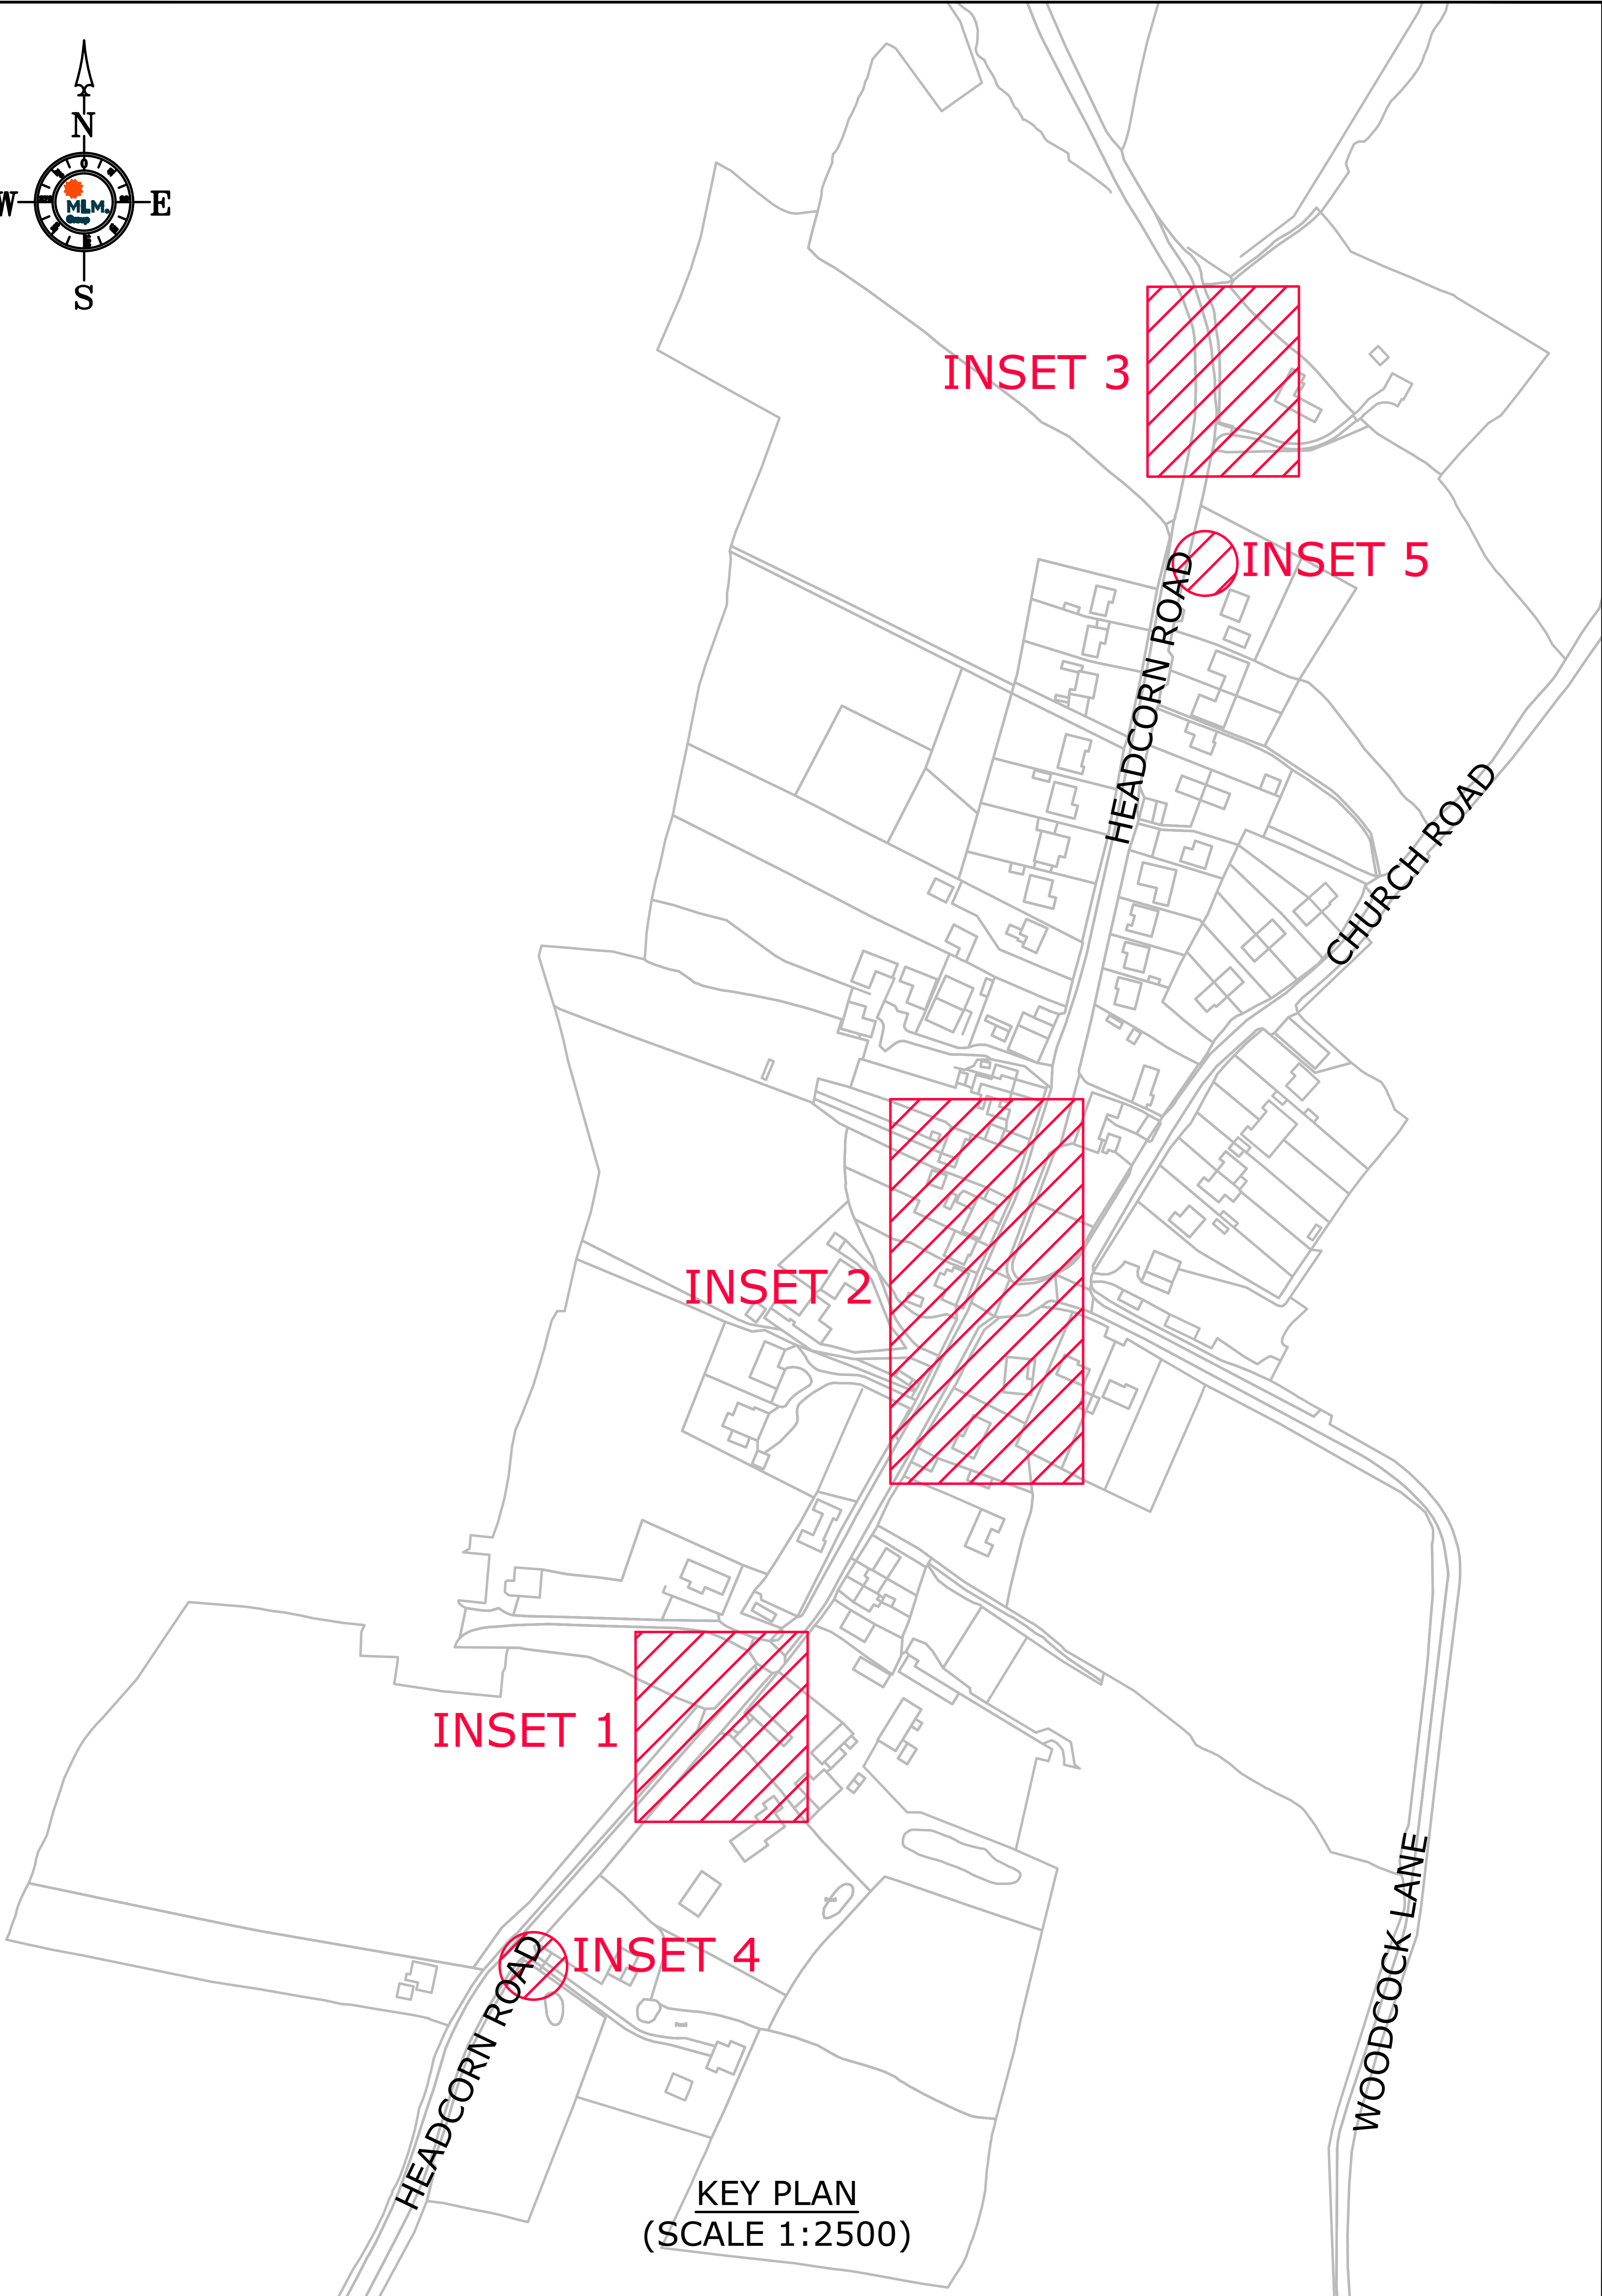 N
W
E
MLM.
Group
S
INSET 3
INSET 5
HEADCORN ROAD
CHURCH ROAD
INSET 2
INSET 1
WOODCOCK LANE
INSET 4
HEADCORN ROAD
KEY PLAN
(SCALE 1:2500)